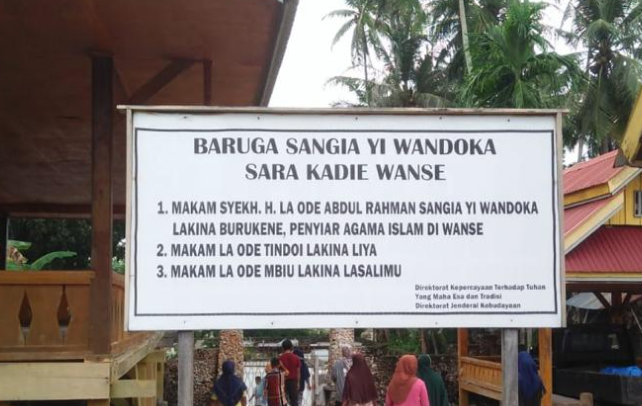 BARUGA SANGIA YI WANDOKA
SARA KADIE WANSE
1. MAKAM SYEKH. H. LA ODE ABDUL RAHMAN SANGIA YI WANDOKA
LAKINA BURUKENE, PENYIAR AGAMA ISLAM DI WANSE
2. MAKAM LA ODE TINDOI LAKINA LIYA
3. MAKAM LA ODE MBIU LAKINA LASALIMU
Direktorat Kepercayaan Terhadap Tuhan
Yang Maha Esa dan Tradisi
Direktorat Jenderal Kebudayaan